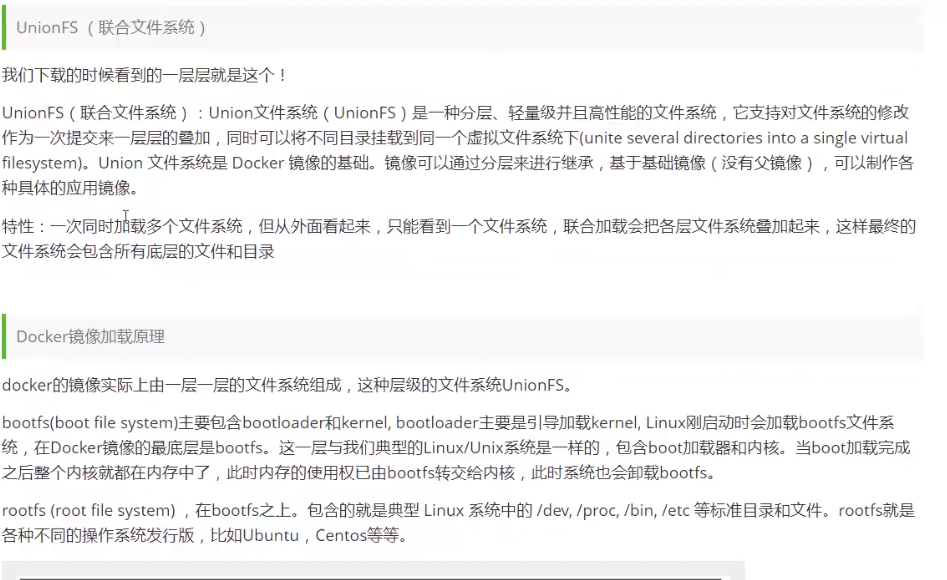 UnionFS （联合文件系统）
我们下载的时候看到的一层层就是这个！
UnionFS（联合文件系统）：Union文件系统（UnionFS）是一种分层、轻量级并且高性能的文件系统，它支持对文件系统的修改
作为一次提交来一层层的叠加，同时可以将不同目录挂载到同一个虚拟文件系统下(unite several directories into a single virtual
filesystem)。Union 文件系统是 Docker 镜像的基础。镜像可以通过分层来进行继承，基于基础镜像（没有父镜像），可以制作各
种具体的应用镜像。
特性：一次同时加载多个文件系统，但从外面看起来，只能看到一个文件系统，联合加载会把各层文件系统叠加起来，这样最终的
文件系统会包含所有底层的文件和目录
Docker镜像加载原理
docker的镜像实际上由一层一层的文件系统组成，这种层级的文件系统UnionFS。
bootfs(boot file system)主要包含bootloader和kernel, bootloader主要是引导加载kernel, Linux刚启动时会加载bootfs文件系
统，在Docker镜像的最底层是bootfs。这一层与我们典型的Linux/Unix系统是一样的，包含boot加载器和内核。当boot加载完成
之后整个内核就都在内存中了，此时内存的使用权已由bootfs转交给内核，此时系统也会卸载bootfs。
rootfs (root file system) ，在bootfs之上。包含的就是典型 Linux 系统中的 /dev, /proc, /bin, /etc 等标准目录和文件。rootfs就是
各种不同的操作系统发行版，比如Ubuntu，Centos等等。